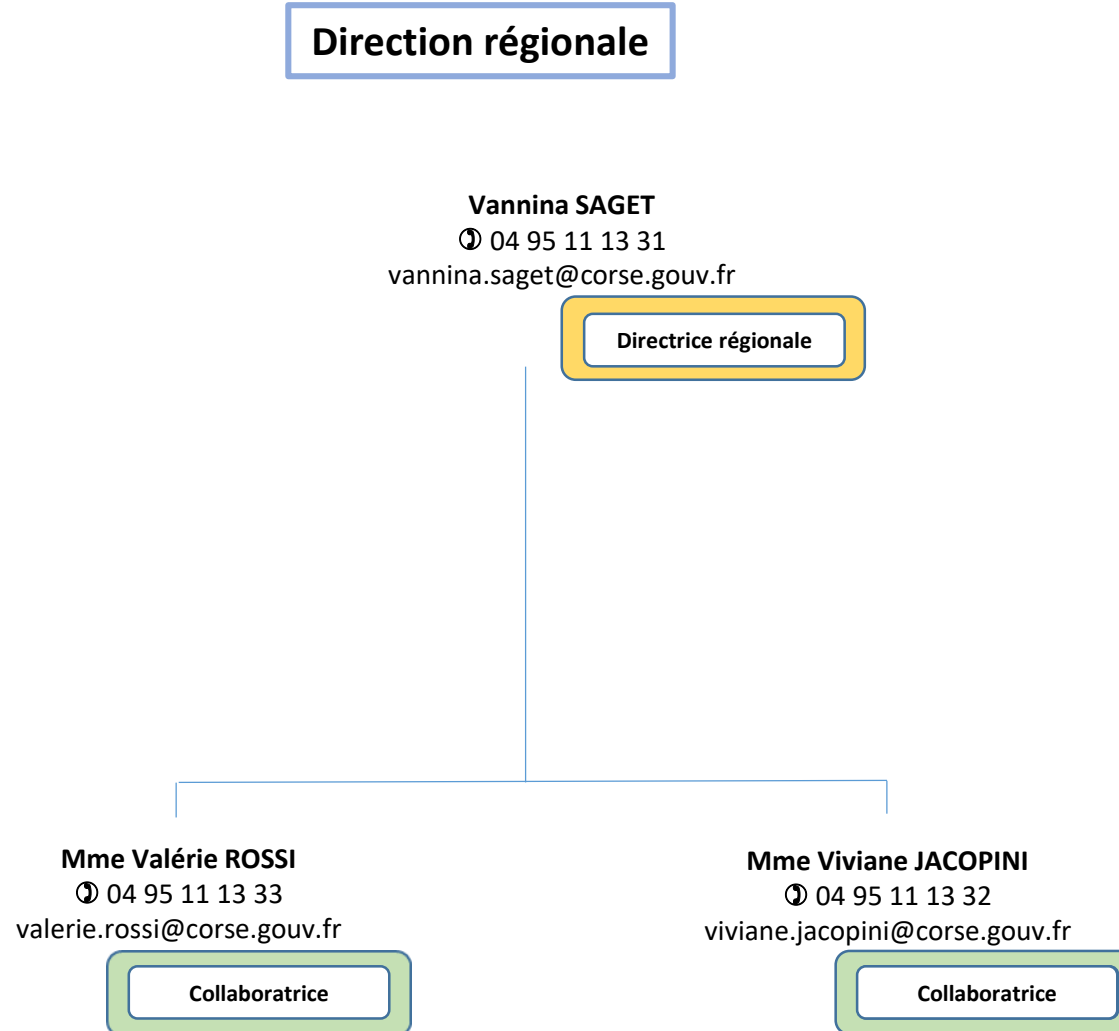 Direction régionale
Vannina SAGET
✆ 04 95 11 13 31
vannina.saget@corse.gouv.fr
Directrice régionale
Mme Valérie ROSSI
✆ 04 95 11 13 33
valerie.rossi@corse.gouv.fr
Collaboratrice
Mme Viviane JACOPINI
✆ 04 95 11 13 32
viviane.jacopini@corse.gouv.fr
Collaboratrice